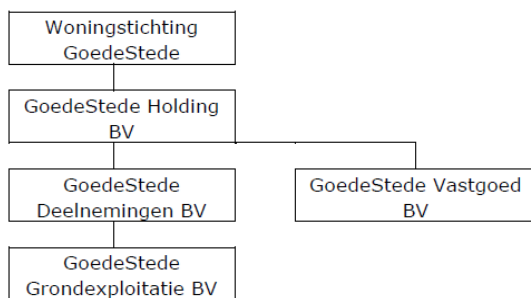 Woningstichting
GoedeStede
GoedeStede Holding
BV
GoedeStede
Deelnemingen BV
GoedeStede Vastgoed
BV
GoedeStede
Grondexploitatie BV